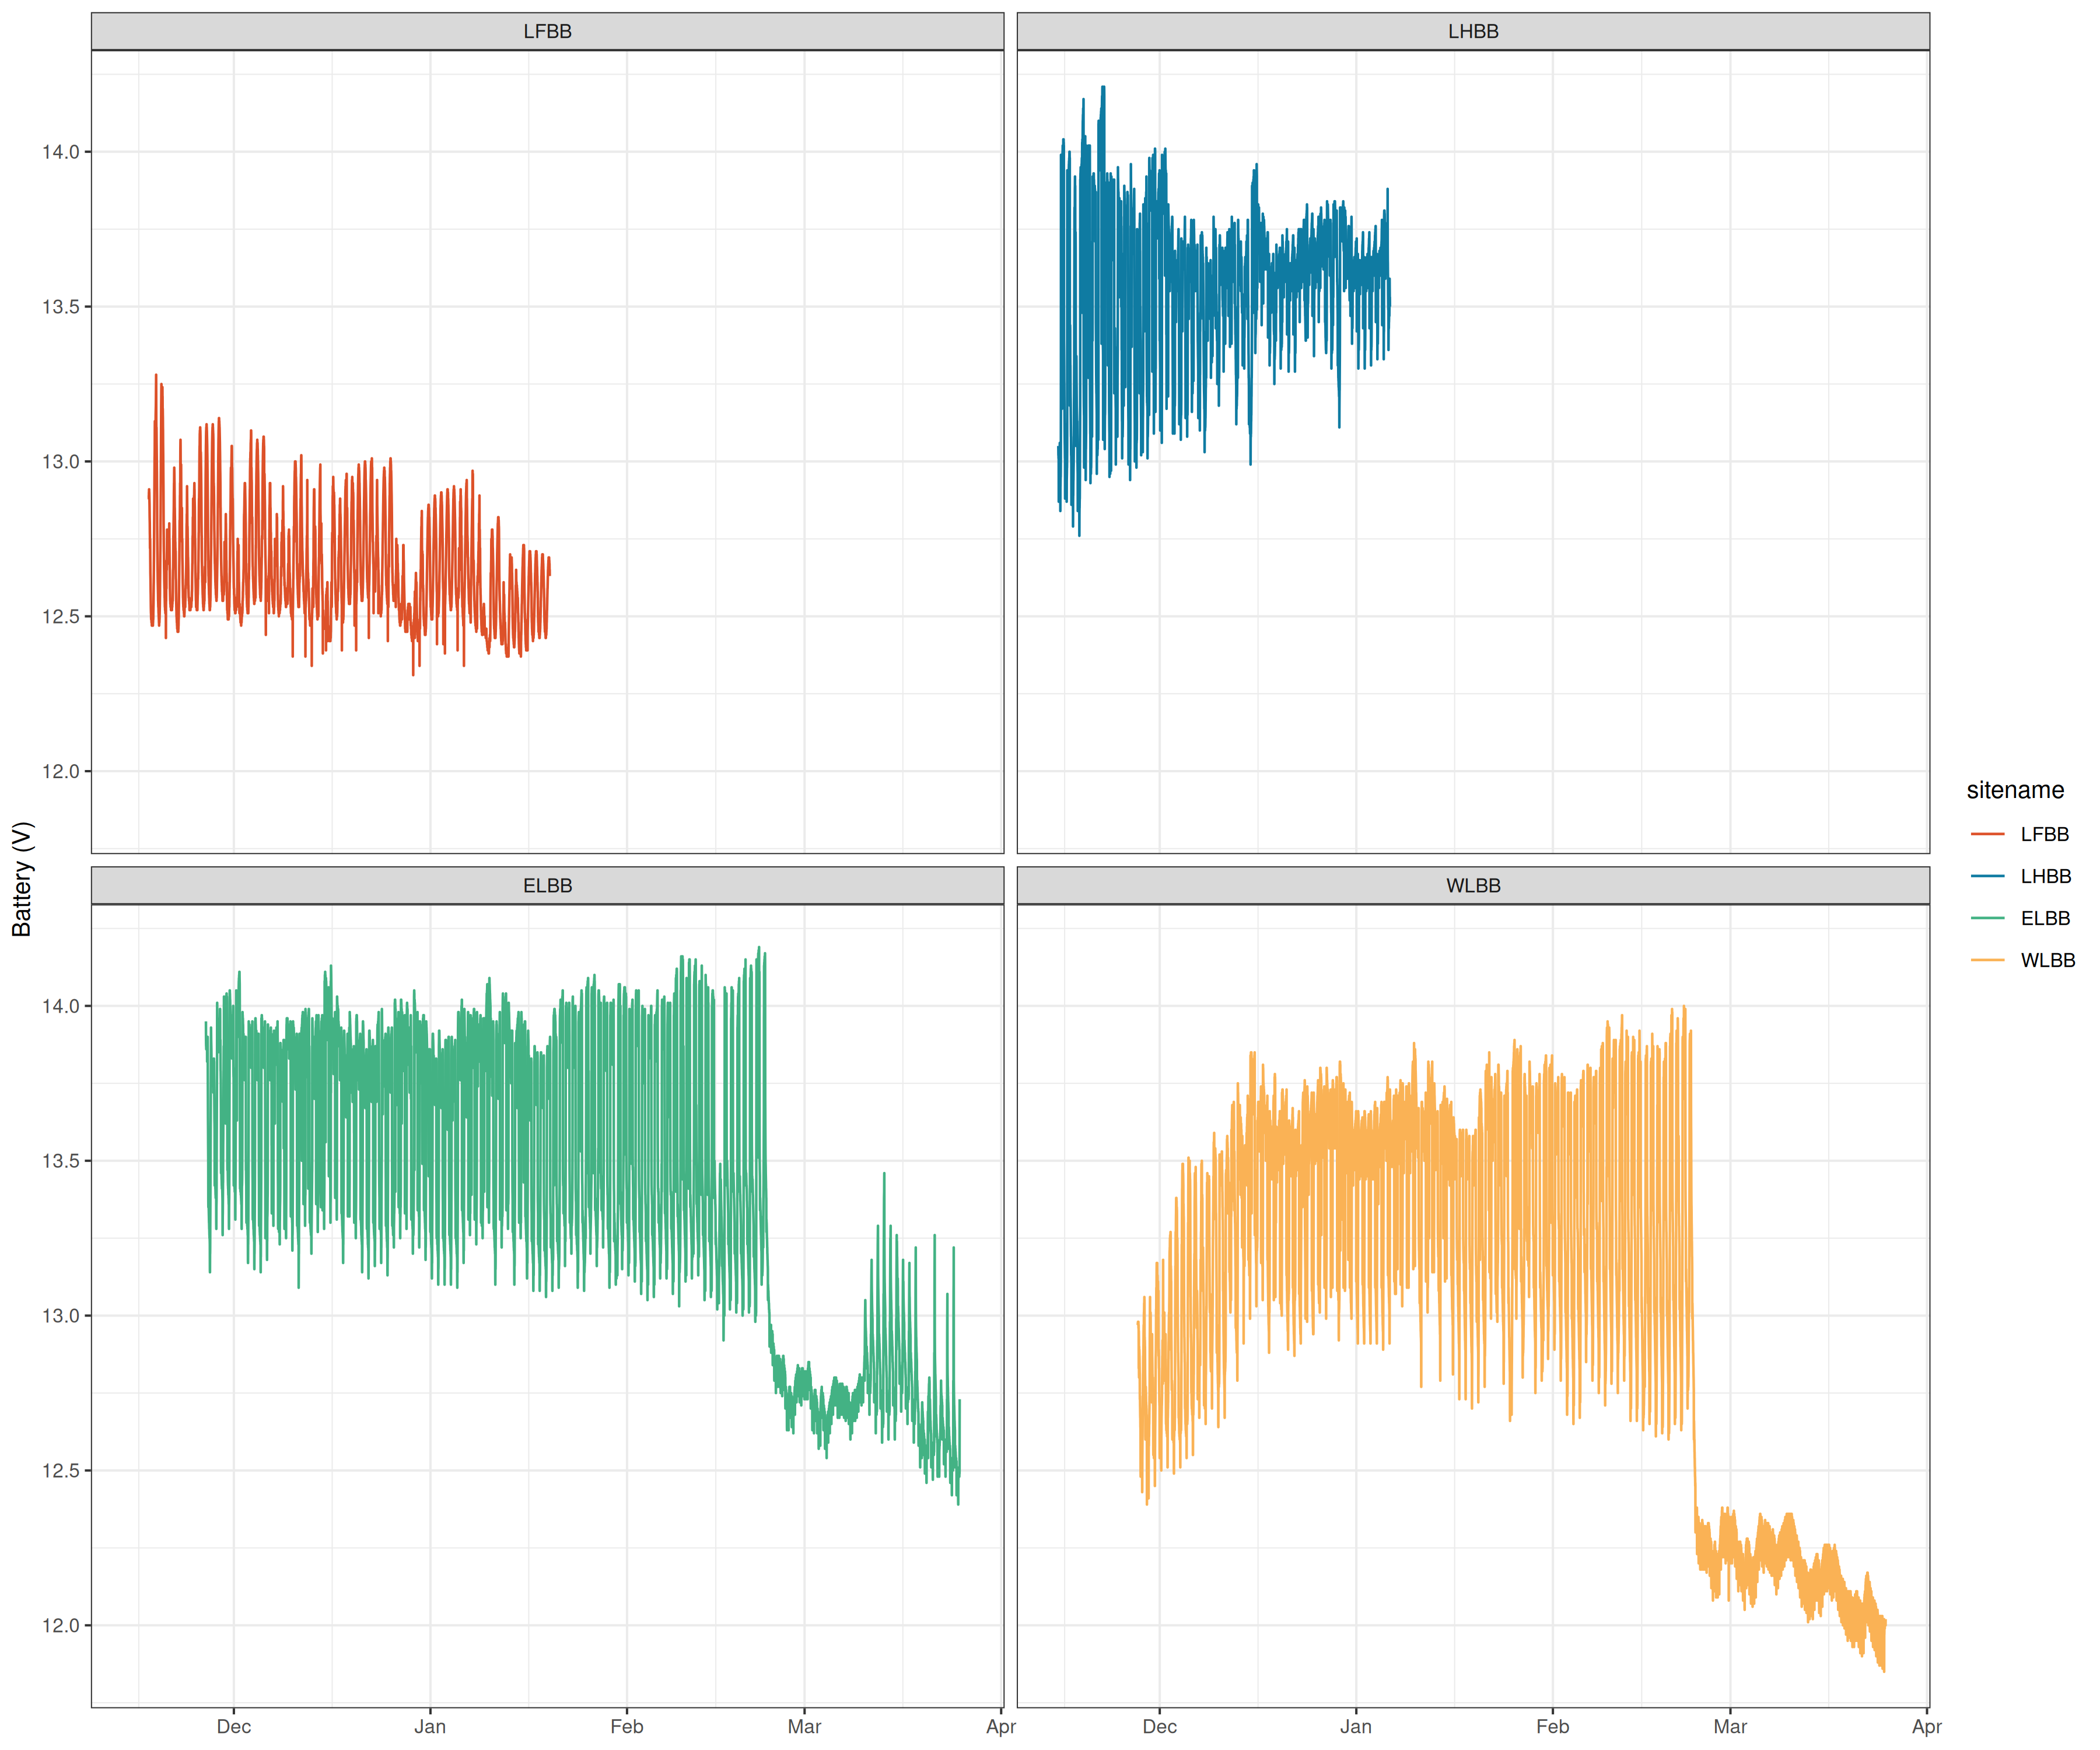 LFBB
LHBB
14.0
13.5
13.0
12.5
12.0
ELBB
WLBB
14.0
13.5
13.0
12.5
12.0
Dec
Jan
Feb
Mar
Apr
Dec
Jan
Feb
Mar
Apr
Battery (V)
sitename
LFBB
LHBB
ELBB
WLBB